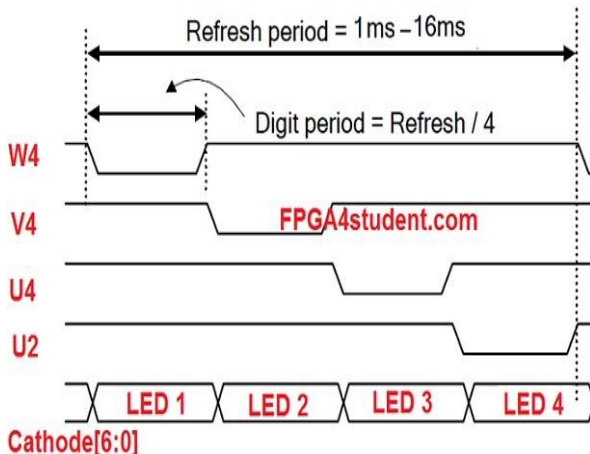 Refresh period = 1ms – 16ms
Digit period = Refresh / 4
W4
V4
FPGA4student.com
U4
U2
LED 1 LED 2 LED 3 LED 4
Cathode[6:0]